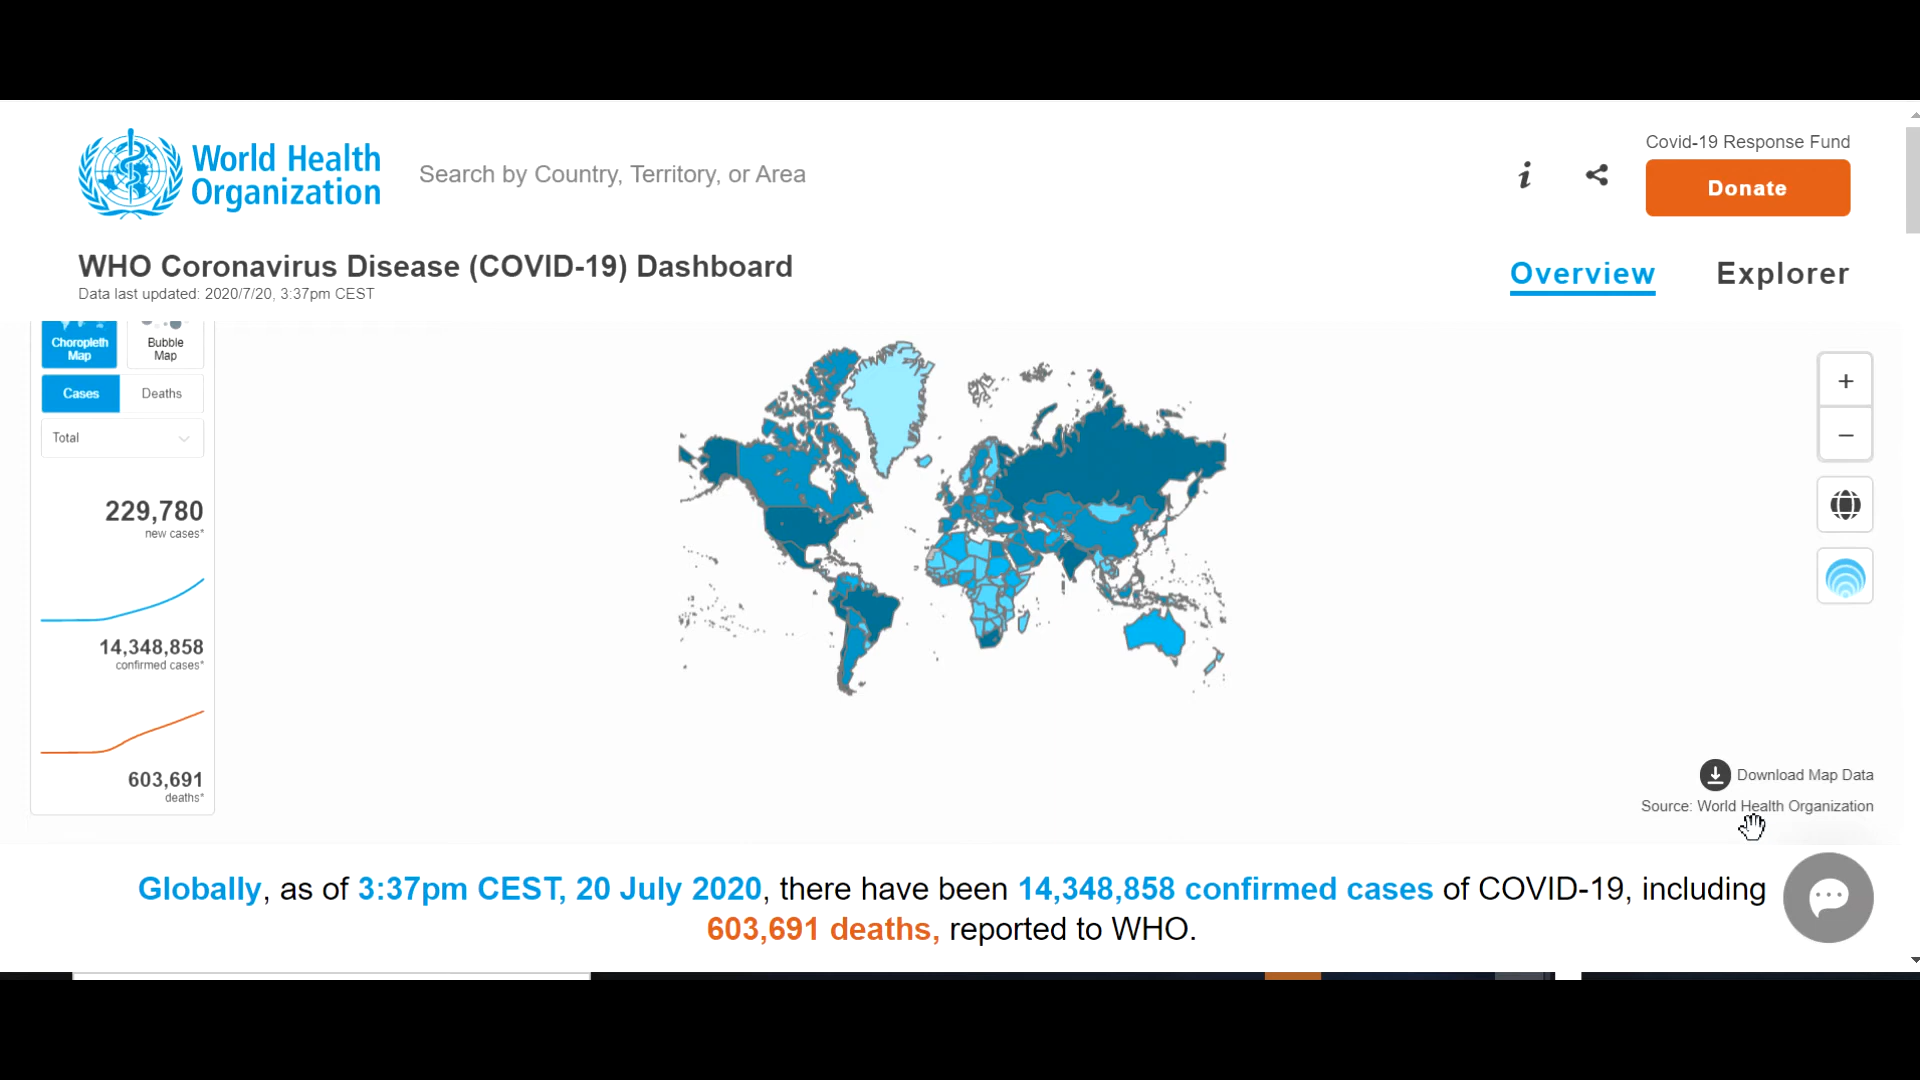 World Health
Organization
Search by Country, Territory, or Area
i
Covid-19 Response Fund
Donate
WHO Coronavirus Disease (COVID-19) Dashboard
Data last updated: 2020/7/20, 3:37pm CEST
Overview
Explorer
Choropleth
Map
Bubble
Map
Cases
Deaths
Total
229,780
new cases*
14,348,858
confirmed cases*
603,691
deaths*
+
−
Download Map Data
Source: World Health Organization
Globally, as of 3:37pm CEST, 20 July 2020, there have been 14,348,858 confirmed cases of COVID-19, including
603,691 deaths, reported to WHO.